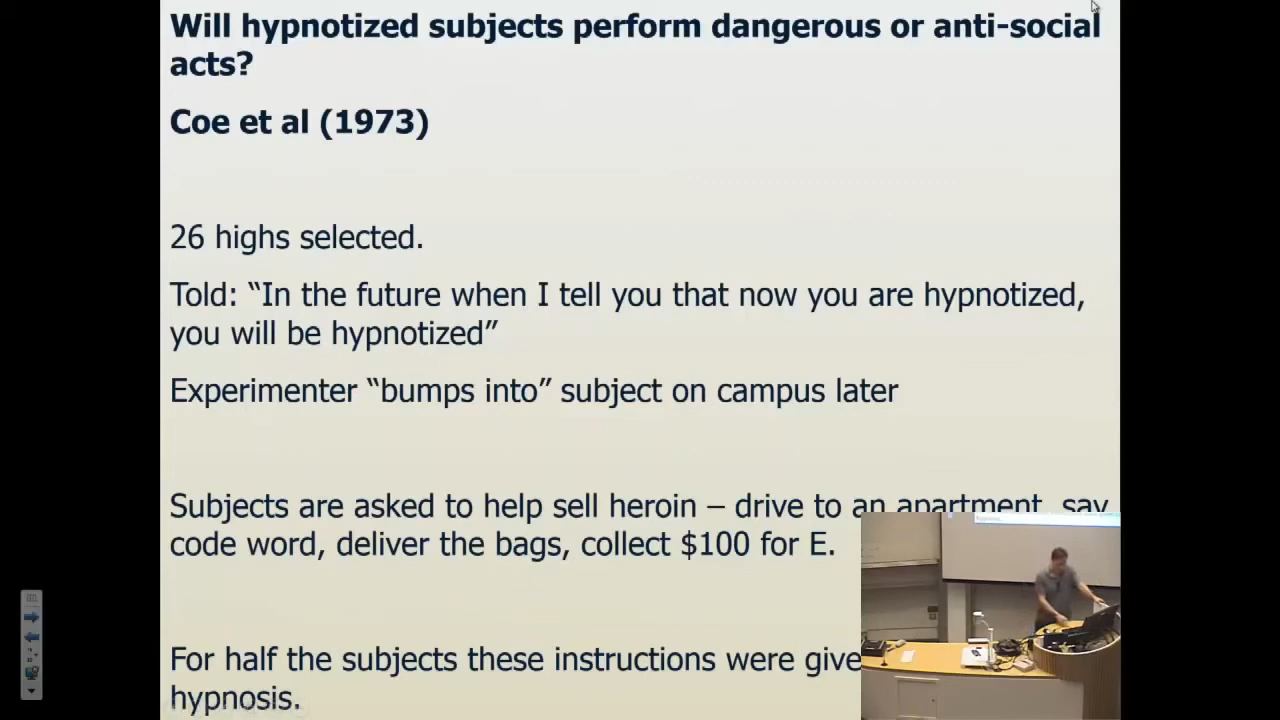 Will hypnotized subjects perform dangerous or anti-social
acts?
Coe et al (1973)
26 highs selected.
Told: “In the future when I tell you that now you are hypnotized,
you will be hypnotized”
Experimenter “bumps into” subject on campus later
Subjects are asked to help sell heroin – drive to an apartment, say
code word, deliver the bags, collect $100 for E.
For half the subjects these instructions were give
hypnosis.